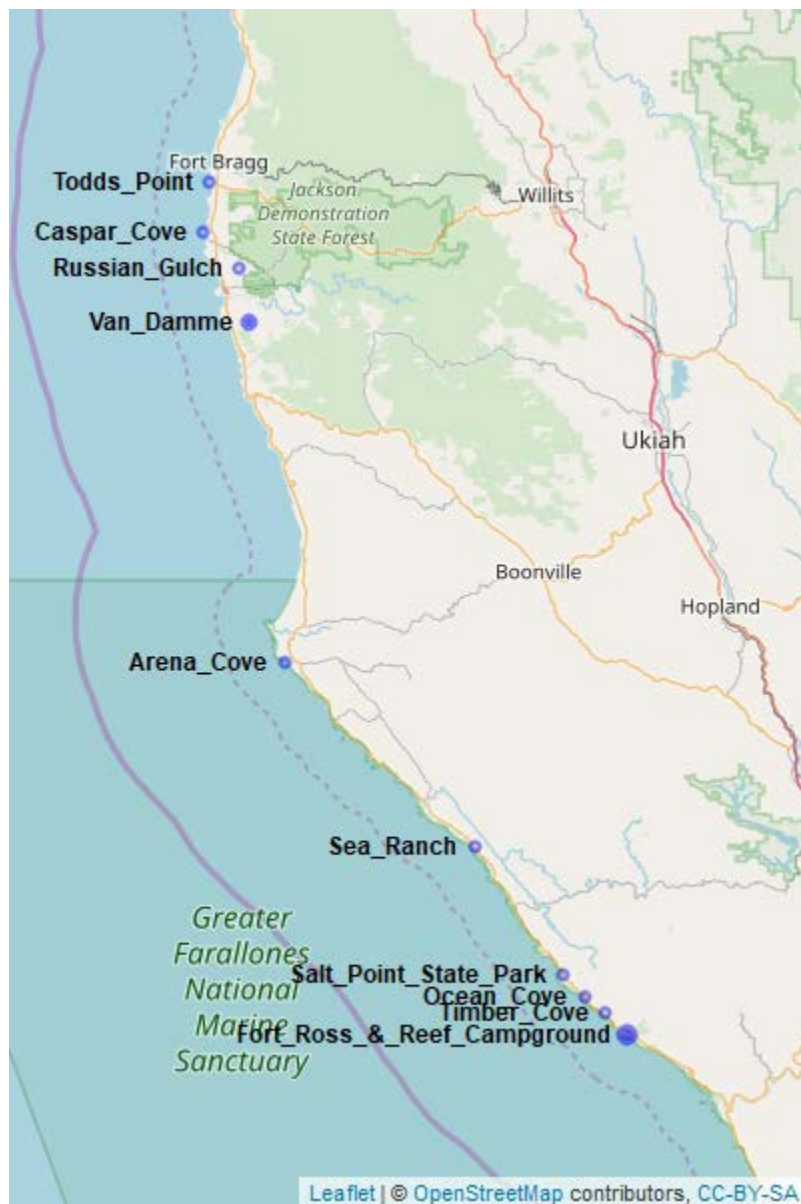 Fort Bragg
Todds_Point
Jackson
Demonstration
State Forest
Willits
Caspar_Cove
Russian_Gulch
Van_Damme
Ukiah
Boonville
Hopland
Arena_Cove
Sea_Ranch
Greater
Farallones
National
Marine
Sanctuary
Salt_Point_State_Park
Ocean_Cove
Timber_Cove
Fort_Ross_&_Reef_Campground
Leaflet | © OpenStreetMap contributors, CC-BY-SA